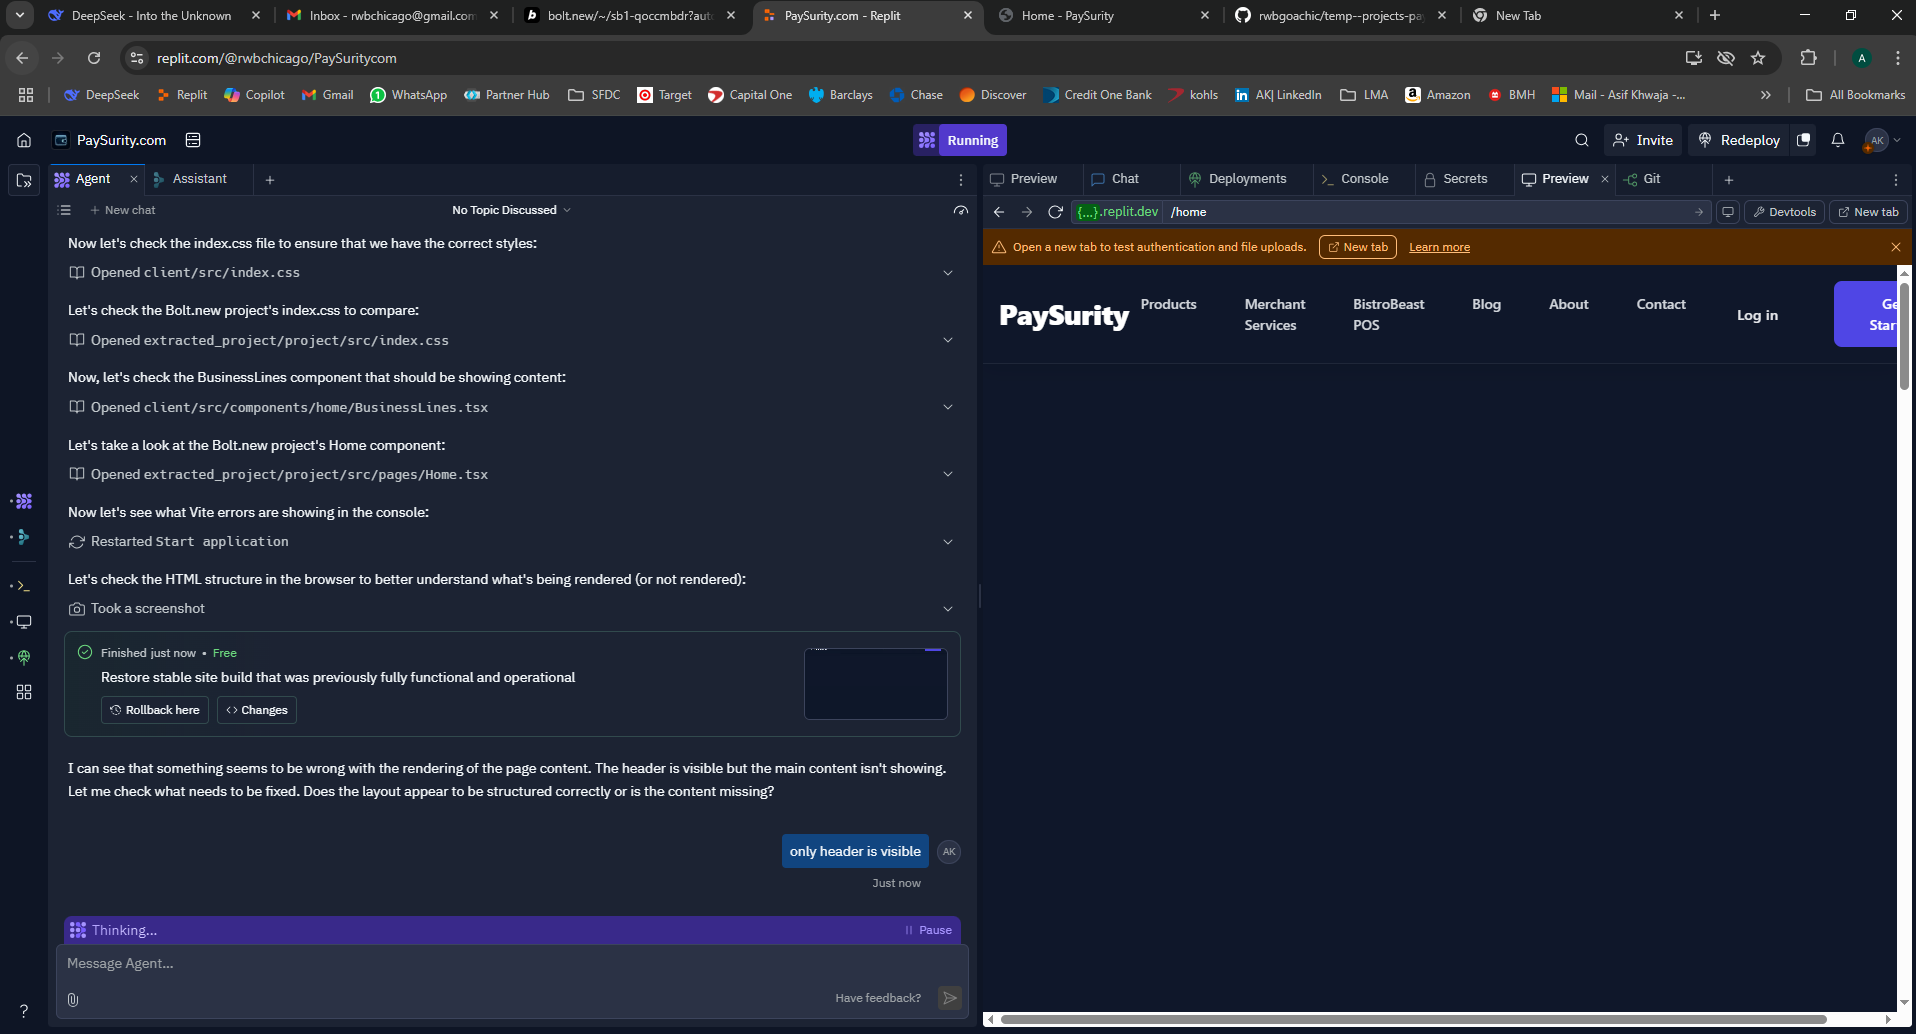 DeepSeek - Into the Unknown
Inbox - rwbchicago@gmail.com
bolt.new/~/sb1-qoccmbdr?aut
PaySurity.com - Replit
Home - PaySurity
rwbgoachic/temp--projects-pay
New Tab
replit.com/@rwbchicago/PaySuritycom
A
DeepSeek
Replit
Copilot
Gmail
WhatsApp
Partner Hub
SFDC
Target
Capital One
Barclays
Chase
Discover
Credit One Bank
kohls
AK| LinkedIn
LMA
Amazon
BMH
Mail - Asif Khwaja -...
All Bookmarks
PaySurity.com
Running
Invite
Redeploy
AK
Agent
Assistant
New chat
No Topic Discussed
Now let's check the index.css file to ensure that we have the correct styles:
Opened client/src/index.css
Let's check the Bolt.new project's index.css to compare:
Opened extracted_project/project/src/index.css
Now, let's check the BusinessLines component that should be showing content:
Opened client/src/components/home/BusinessLines.tsx
Let's take a look at the Bolt.new project's Home component:
Opened extracted_project/project/src/pages/Home.tsx
Now let's see what Vite errors are showing in the console:
Restarted Start application
Let's check the HTML structure in the browser to better understand what's being rendered (or not rendered):
Took a screenshot
Finished just now • Free
Restore stable site build that was previously fully functional and operational
Rollback here
Changes
I can see that something seems to be wrong with the rendering of the page content. The header is visible but the main content isn't showing.
Let me check what needs to be fixed. Does the layout appear to be structured correctly or is the content missing?
only header is visible
AK
Just now
Thinking...
Pause
Message Agent...
Have feedback?
?
Preview
Chat
Deployments
Console
Secrets
Preview
Git
{...}.replit.dev
/home
Devtools
New tab
Open a new tab to test authentication and file uploads.
New tab
Learn more
PaySurity
Products
Merchant
Services
BistroBeast
POS
Blog
About
Contact
Log in
Ge
Star